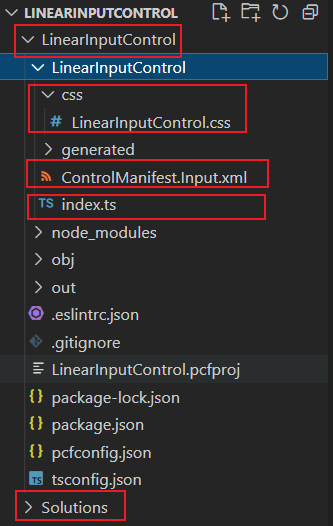 LINEARINPUTCONTROL
LinearInputControl
LinearInputControl
css
# LinearInputControl.css
generated
ControlManifest.Input.xml
TS index.ts
node_modules
obj
out
.eslintrc.json
.gitignore
LinearInputControl.pcfproj
{} package-lock.json
{} package.json
{} pcfconfig.json
TS tsconfig.json
Solutions